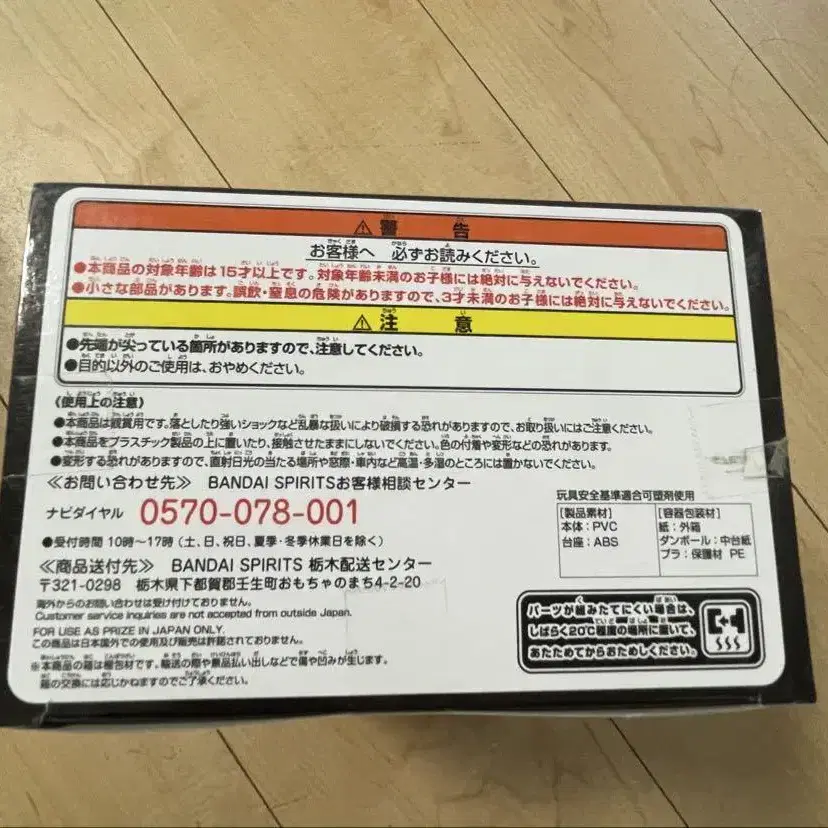 ⚠警告
お客様へ 必ずお読みください。
●本商品の対象年齢は15才以上です。対象年齢未満のお子様には絶対に与えないでください。
●小さな部品があります。誤飲・窒息の危険がありますので、3才未満のお子様には絶対に与えないでください。
⚠注意
●先端が尖っている箇所がありますので、注意してください。
●目的以外のご使用は、おやめください。
〈使用上の注意〉
●本商品は観賞用です。落としたり強いショックなど乱暴な扱いにより破損する恐れがありますので、お取り扱いにはご注意ください。
●本商品をプラスチック製品の上に置いたり、接触させたままにしないでください。色の付着や変形などの恐れがあります。
●変形する恐れがありますので、直射日光の当たる場所や窓際・車内など高温・多湿のところには置かないでください。
≪お問い合わせ先≫ BANDAI SPIRITSお客様相談センター
ナビダイヤル 0570-078-001
●受付時間 10時〜17時(土、日、祝日、夏季・冬季休業日を除く)
≪商品送付先≫ BANDAI SPIRITS 栃木配送センター
〒321-0298 栃木県下都賀郡壬生町おもちゃのまち4-2-20
海外からのお問い合わせは受け付けておりません。
Customer service inquiries are not accepted from outside Japan.
FOR USE AS PRIZE IN JAPAN ONLY.
この商品は日本国外での使用及び販売は許諾されておりません。
※本商品の箱は梱包材です。輸送の際や景品払い出しなどで傷や凹みが生じます。
箱の交換には応じかねますのでご了承ください。
玩具安全基準適合可塑剤使用
[製品素材]
本体:PVC
台座:ABS
[容器包装材]
紙:外箱
ダンボール:中台紙
プラ:保護材 PE
パーツが組みたてにくい場合は、
しばらく20℃程度の場所に置いて、
あたためてからおためしください。